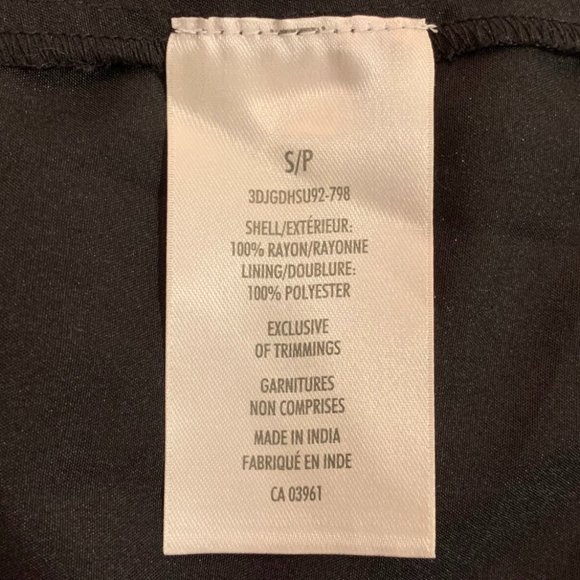 S/P
3DJGDHSU92-798
SHELL/EXTÉRIEUR:
100% RAYON/RAYONNE
LINING/DOUBLURE:
100% POLYESTER
EXCLUSIVE
OF TRIMMINGS
GARNITURES
NON COMPRISES
MADE IN INDIA
FABRIQUÉ EN INDE
CA 03961